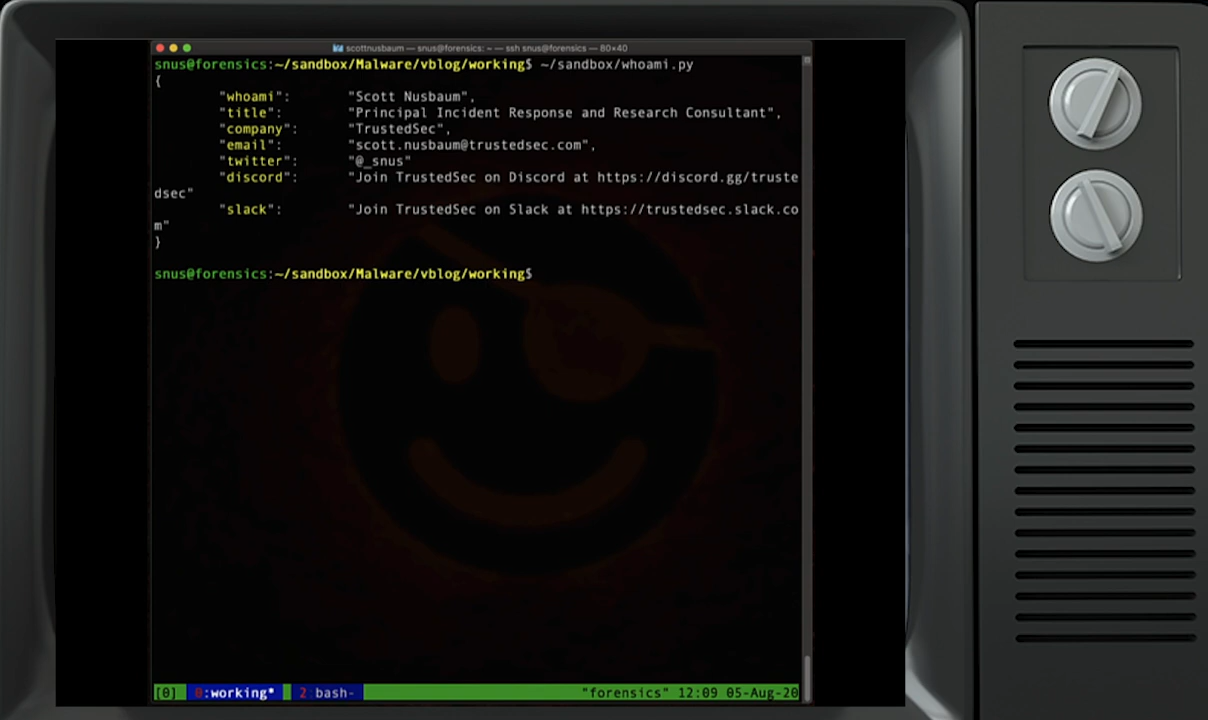 scottnusbaum — snus@forensics: ~ — ssh snus@forensics — 80×40
snus@forensics:~/sandbox/Malware/vblog/working$ ~/sandbox/whoami.py
{
"whoami": "Scott Nusbaum",
"title": "Principal Incident Response and Research Consultant",
"company": "TrustedSec",
"email": "scott.nusbaum@trustedsec.com",
"twitter": "@_snus"
"discord": "Join TrustedSec on Discord at https://discord.gg/truste
dsec"
"slack": "Join TrustedSec on Slack at https://trustedsec.slack.co
m"
}
snus@forensics:~/sandbox/Malware/vblog/working$
[0] 0:working* 2:bash- "forensics" 12:09 05-Aug-20